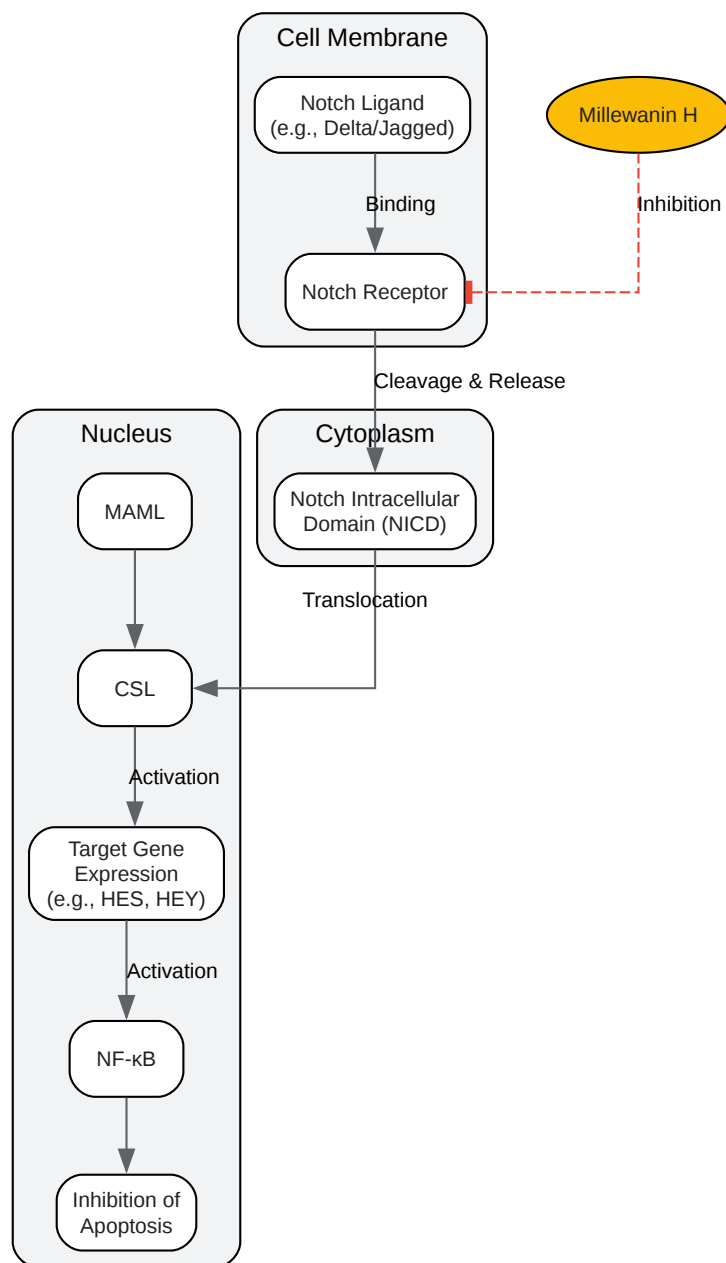 Cell Membrane
Notch Ligand
(e.g., Delta/Jagged)
Millewanin H
Binding
Inhibition
Notch Receptor
Cleavage & Release
Nucleus
Cytoplasm
MAML
Notch Intracellular
Domain (NICD)
Translocation
CSL
Activation
Target Gene
Expression
(e.g., HES, HEY)
Activation
NF-κB
Inhibition of
Apoptosis